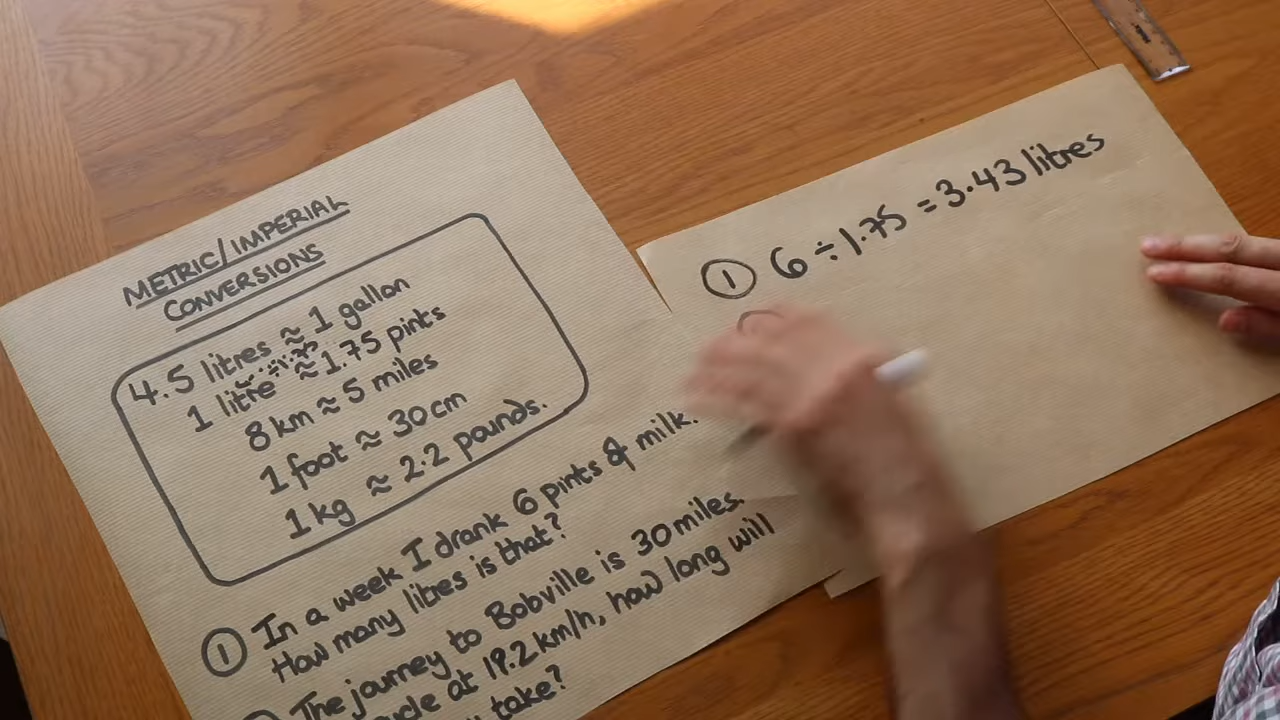 METRIC/IMPERIAL
CONVERSIONS
4.5 litres ≈ 1 gallon
1 litre ≈ 1.75 pints
8 km ≈ 5 miles
1 foot ≈ 30 cm
1 kg ≈ 2.2 pounds.
① In a week I drank 6 pints of milk.
How many litres is that?
The journey to Bobville is 30 miles.
at 19.2 km/h, how long will
take?
① 6 ÷ 1.75 = 3.43 litres